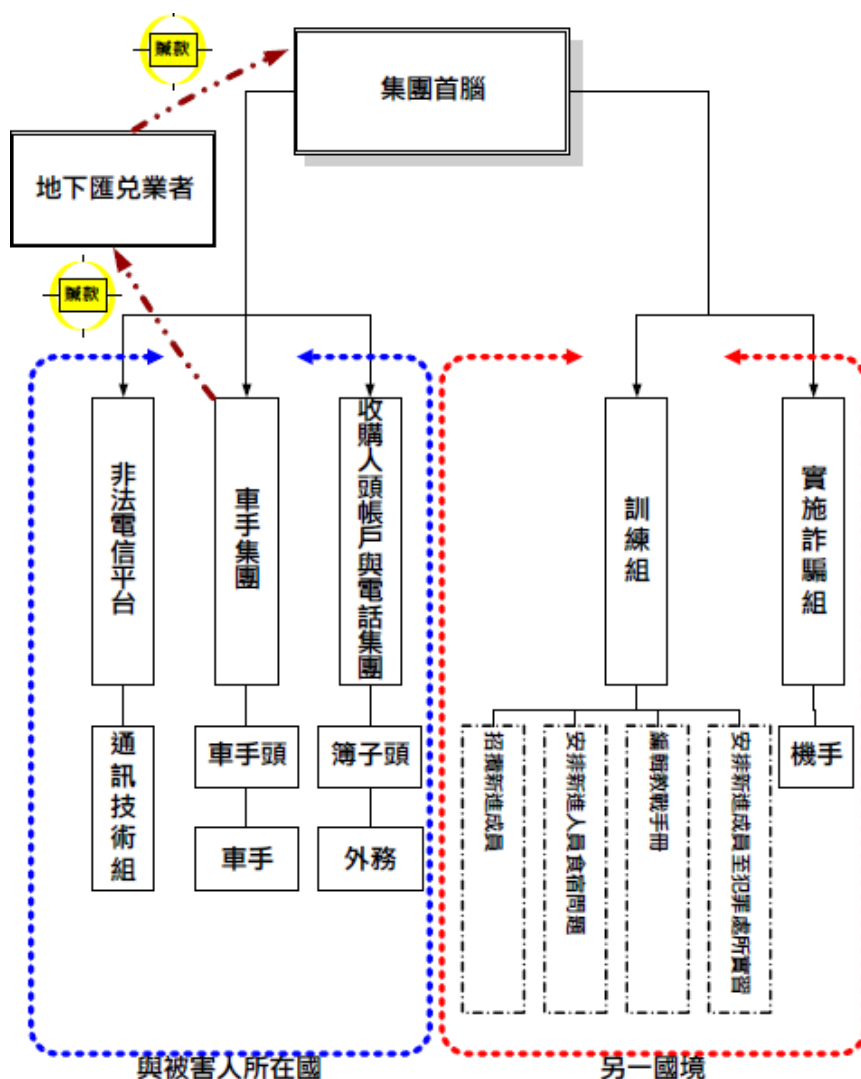 贓款
集團首腦
地下匯兌業者
贓款
非法電信平台
車手集團
收購人頭帳戶與電話集團
訓練組
實施詐騙組
通訊技術組
車手頭
車手
簿子頭
外務
招攬新進成員
安排新進人員食宿問題
編輯教戰手冊
安排新進成員至犯罪處所實習
機手
與被害人所在國
另一國境